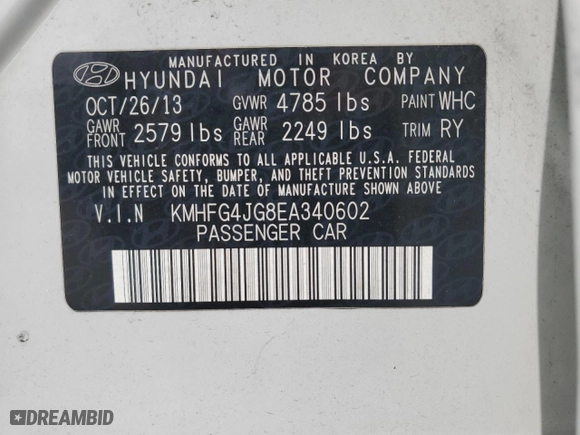 MANUFACTURED IN KOREA BY
HYUNDAI MOTOR COMPANY
OCT/26/13 GVWR 4785 lbs PAINT WHC
GAWR FRONT 2579 lbs GAWR REAR 2249 lbs TRIM RY
THIS VEHICLE CONFORMS TO ALL APPLICABLE U.S.A. FEDERAL
MOTOR VEHICLE SAFETY, BUMPER, AND THEFT PREVENTION STANDARDS
IN EFFECT ON THE DATE OF MANUFACTURE SHOWN ABOVE
V.I.N KMHFG4JG8EA340602
PASSENGER CAR
DREAMBID